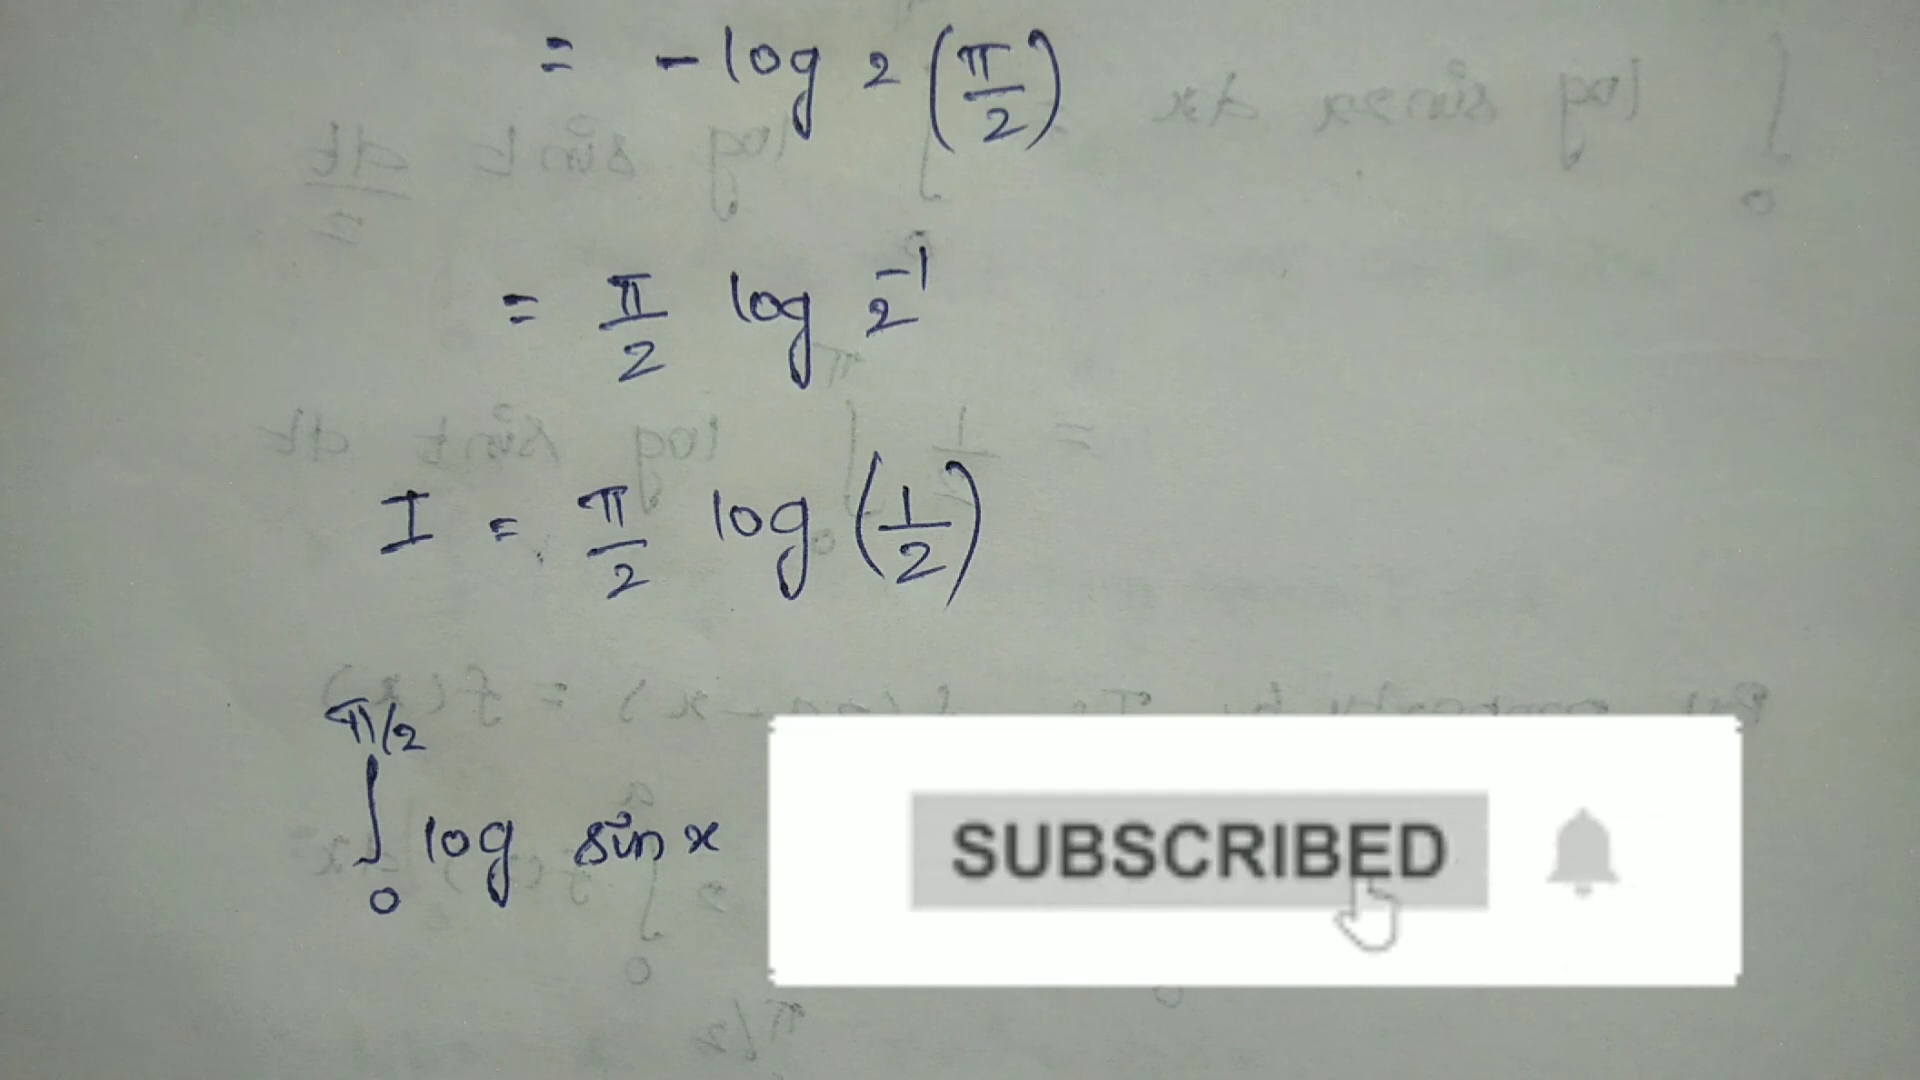 = - log 2 (π/2)
= π/2 log 2⁻¹
I = π/2 log (1/2)
∫₀^π/2 log sin x
SUBSCRIBED